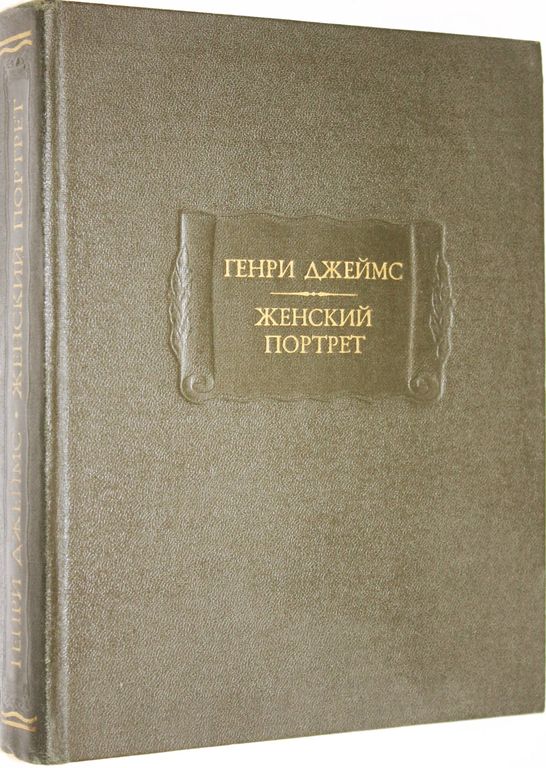 ГЕНРИ ДЖЕЙМС
ЖЕНСКИЙ
ПОРТРЕТ
ГЕНРИ ДЖЕЙМС • ЖЕНСКИЙ ПОРТРЕТ